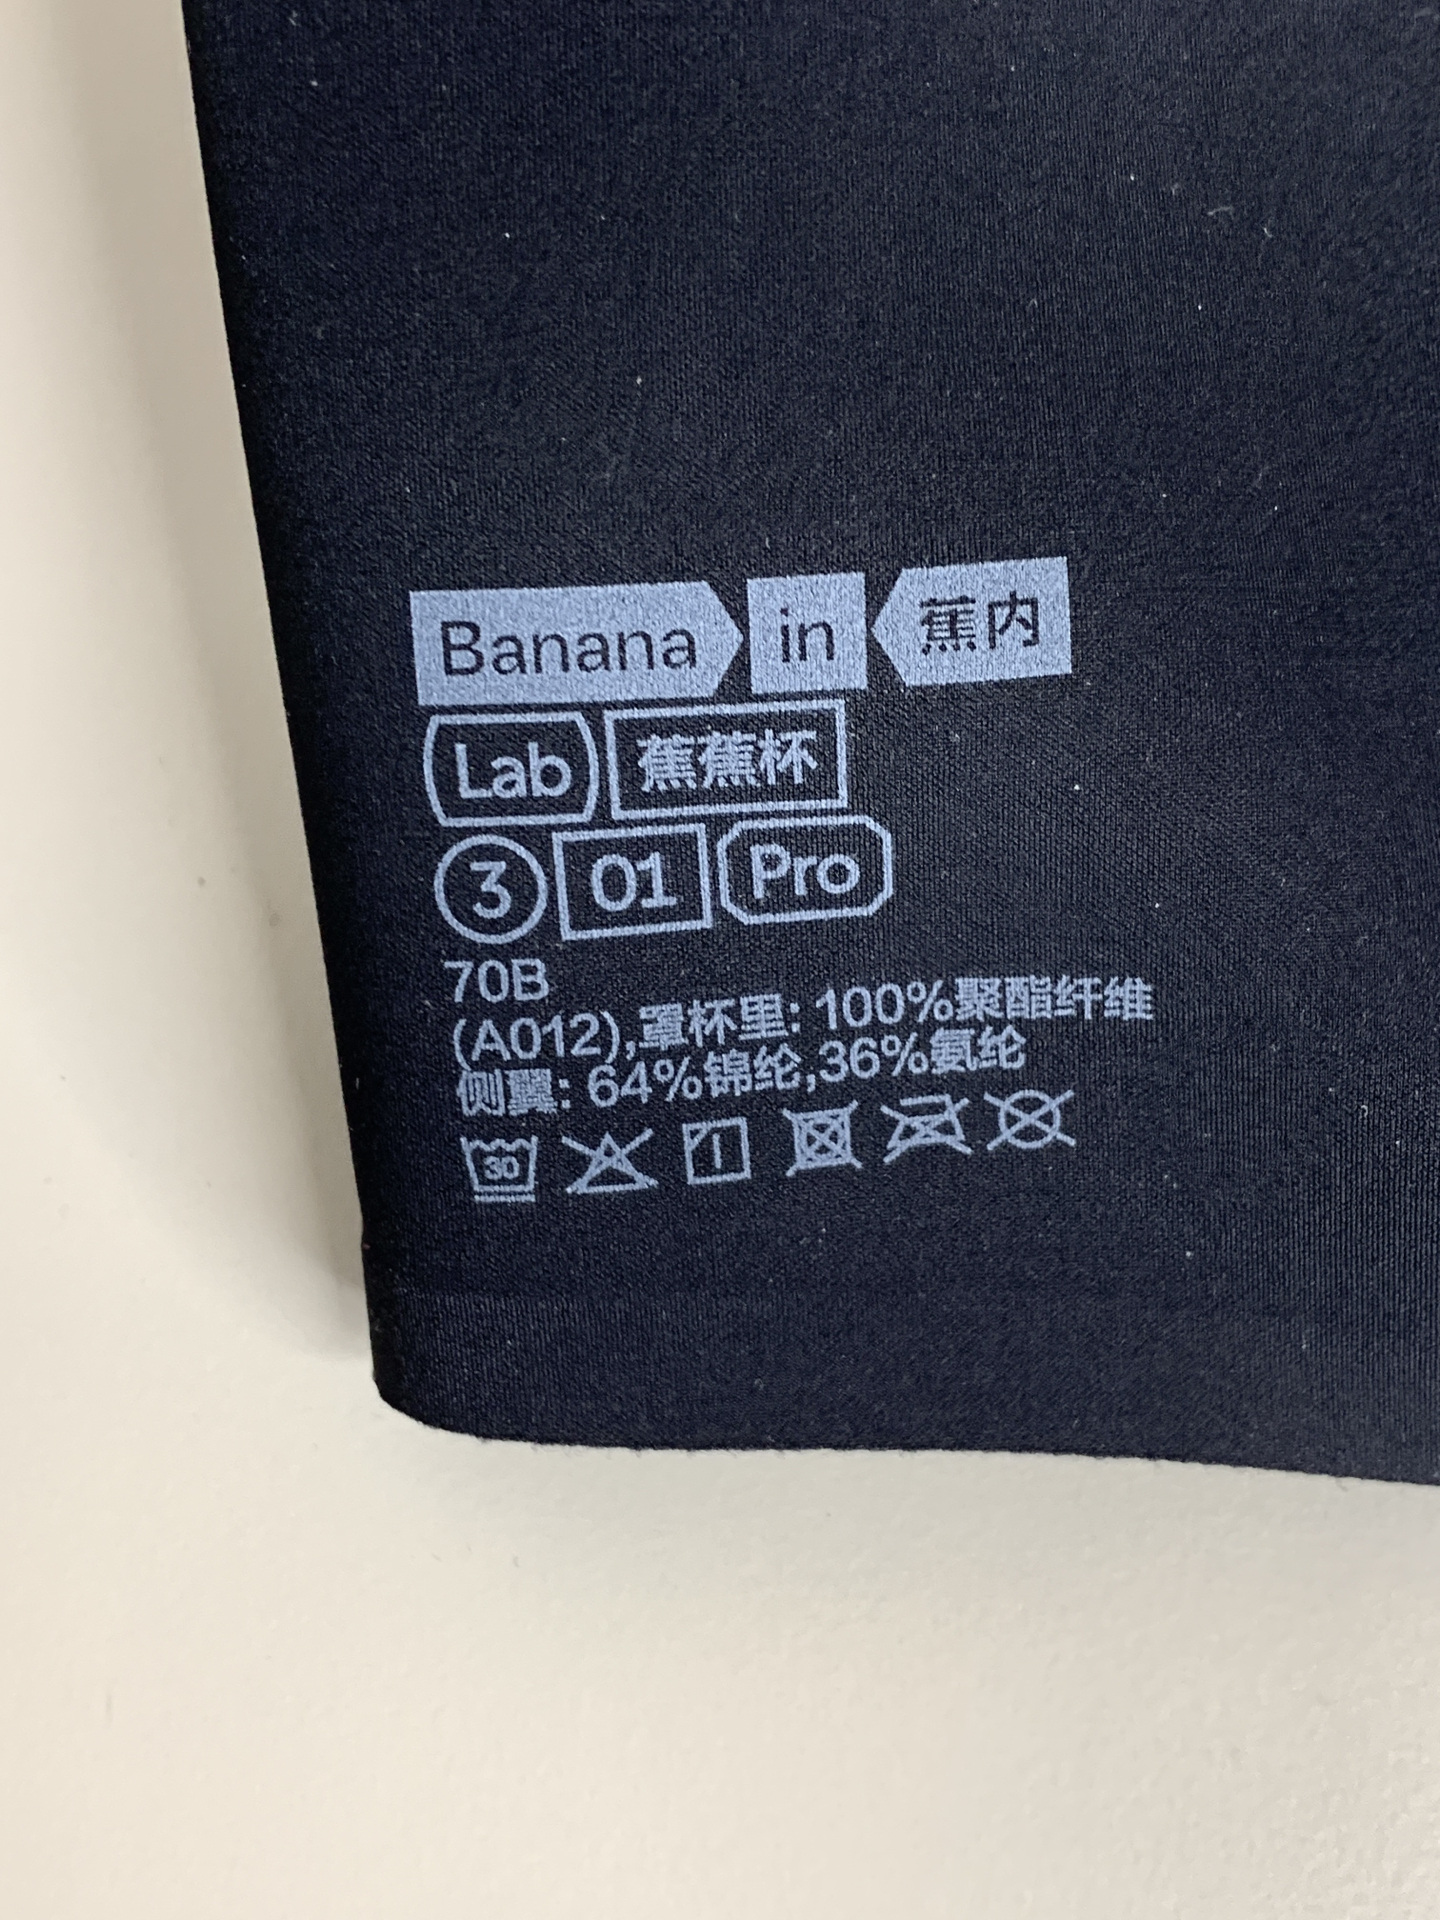 Banana in 蕉内
Lab 蕉蕉杯
3 01 Pro
70B
(A012),罩杯里: 100%聚酯纤维
侧翼: 64%锦纶,36%氨纶
30